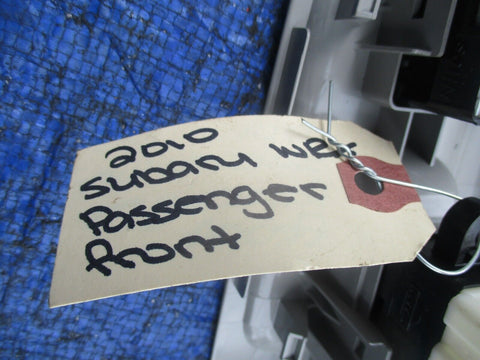 2010
Subaru WRX
Passenger
front